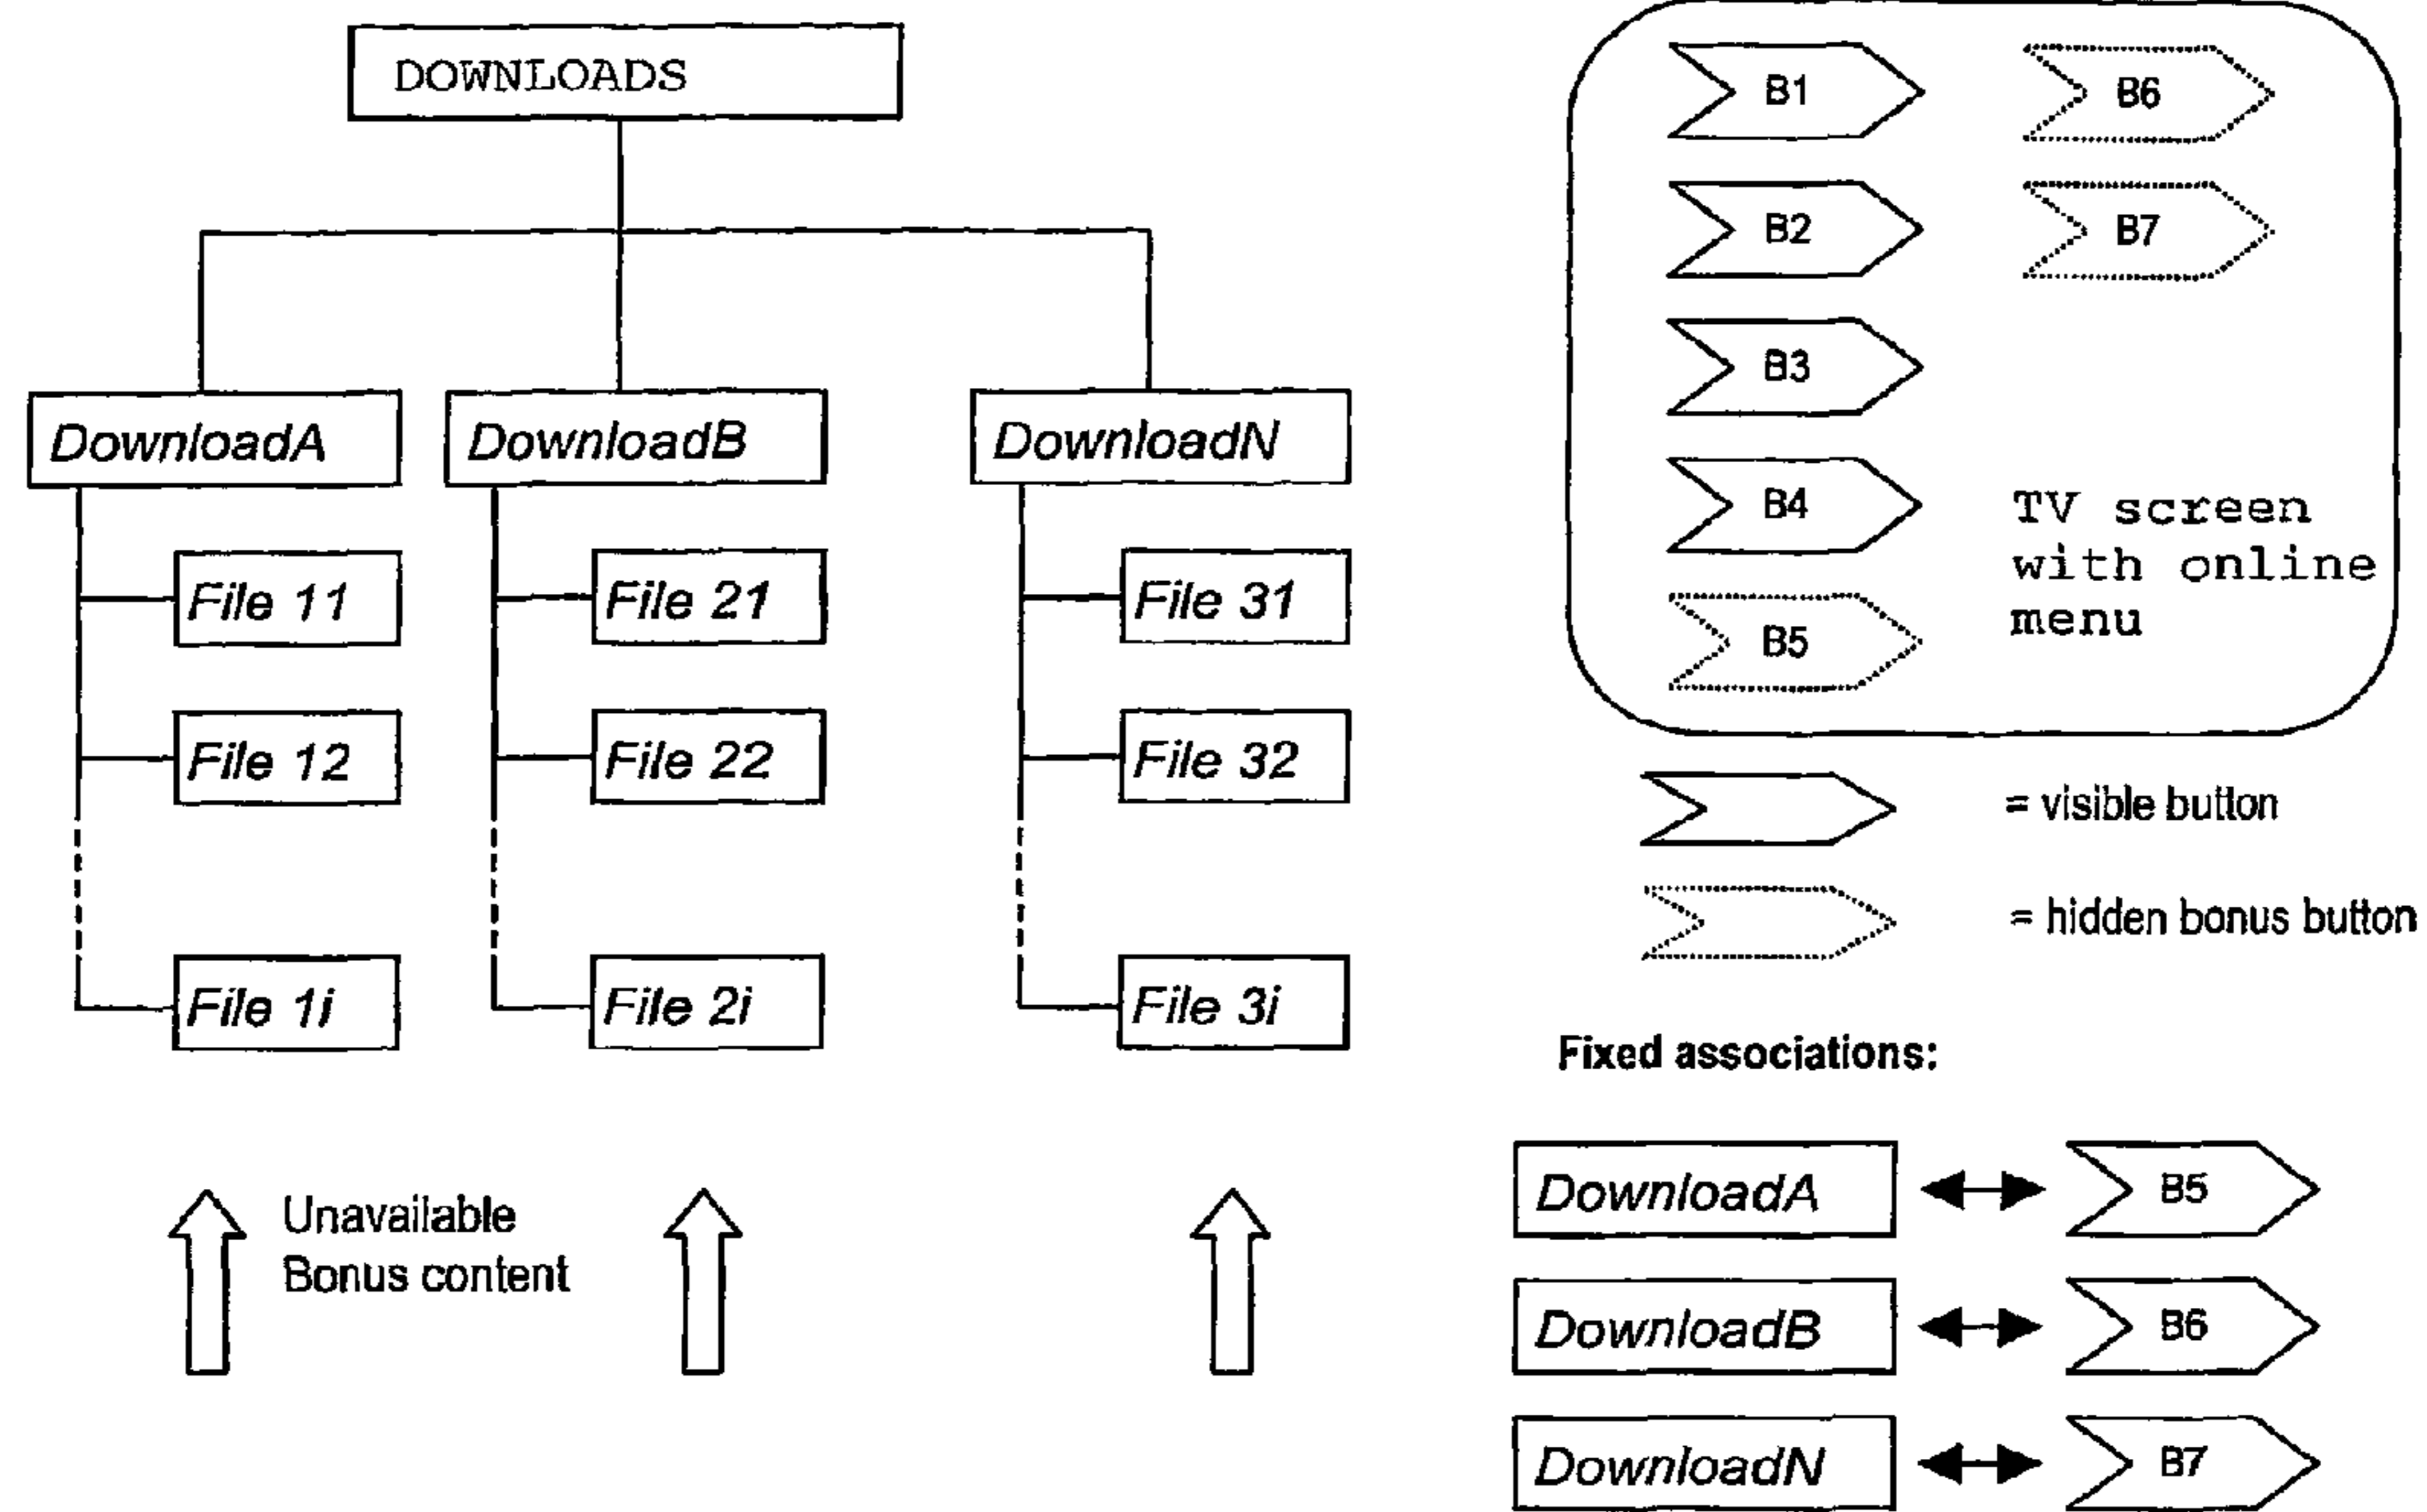 DOWNLOADS
DownloadA
File 11
File 12
File 1i
DownloadB
File 21
File 22
File 2i
DownloadN
File 31
File 32
File 3i
Unavailable
Bonus content
B1
B2
B3
B4
B5
B6
B7
TV screen
with online
menu
= visible button
= hidden bonus button
Fixed associations:
DownloadA B5
DownloadB B6
DownloadN B7